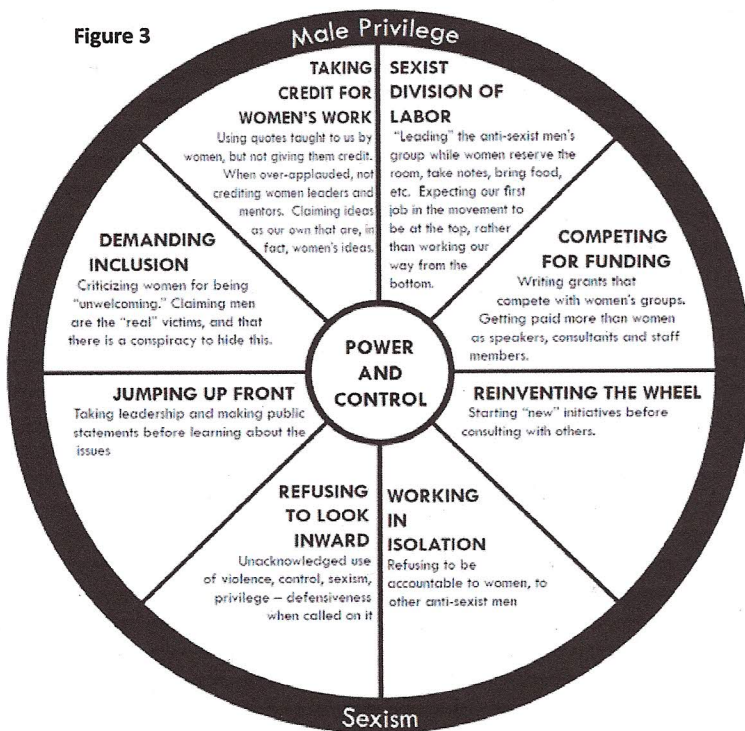 Figure 3
Male Privilege
TAKING
CREDIT FOR
WOMEN'S WORK
Using quotes taught to us by
women, but not giving them credit.
When over-applauded, not
crediting women leaders and
mentors. Claiming ideas
as our own that are, in
fact, women's ideas.
SEXIST
DIVISION OF
LABOR
"Leading" the anti-sexist men's
group while women reserve the
room, take notes, bring food,
etc. Expecting our first
job in the movement to
be at the top, rather
than working our
way from the
bottom.
COMPETING
FOR FUNDING
Writing grants that
compete with women's groups.
Getting paid more than women
as speakers, consultants and staff
members.
REINVENTING THE WHEEL
Starting "new" initiatives before
consulting with others.
WORKING
IN
ISOLATION
Refusing to be
accountable to women, to
other anti-sexist men
REFUSING
TO LOOK
INWARD
Unacknowledged use
of violence, control, sexism,
privilege – defensiveness
when called on it
JUMPING UP FRONT
Taking leadership and making public
statements before learning about the
issues
DEMANDING
INCLUSION
Criticizing women for being
"unwelcoming." Claiming men
are the "real" victims, and that
there is a conspiracy to hide this.
POWER
AND
CONTROL
Sexism